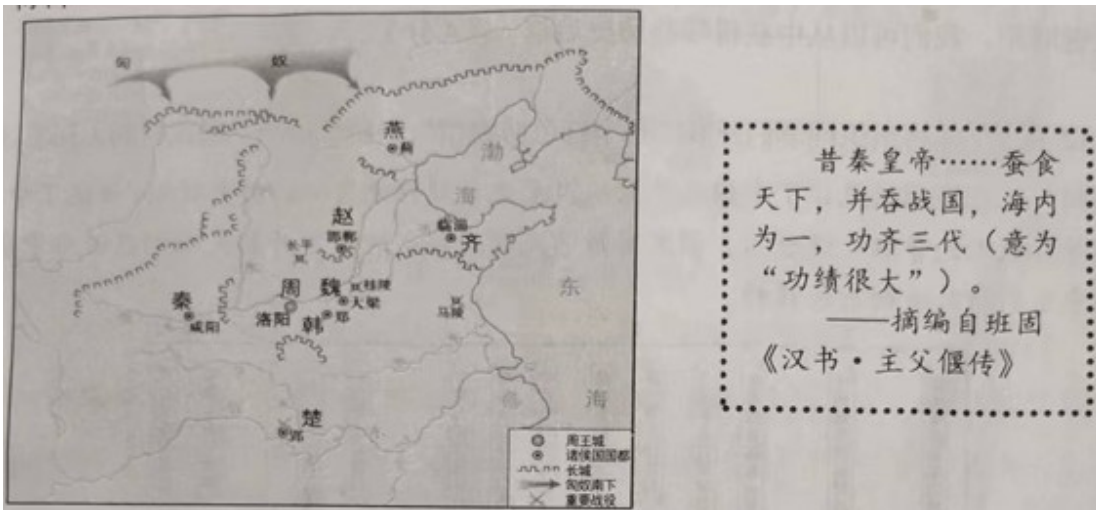 匈 奴
燕
蓟
渤
海
赵
邯郸
长平
临淄
齐
东
秦
咸阳
周
洛阳
魏
桂陵
大梁
韩
郑
马陵
楚
郢
海
周王城
诸侯国国都
长城
匈奴南下
重要战役
昔秦皇帝……蚕食
天下，并吞战国，海内
为一，功齐三代（意为
“功绩很大”）。
——摘编自班固
《汉书·主父偃传》